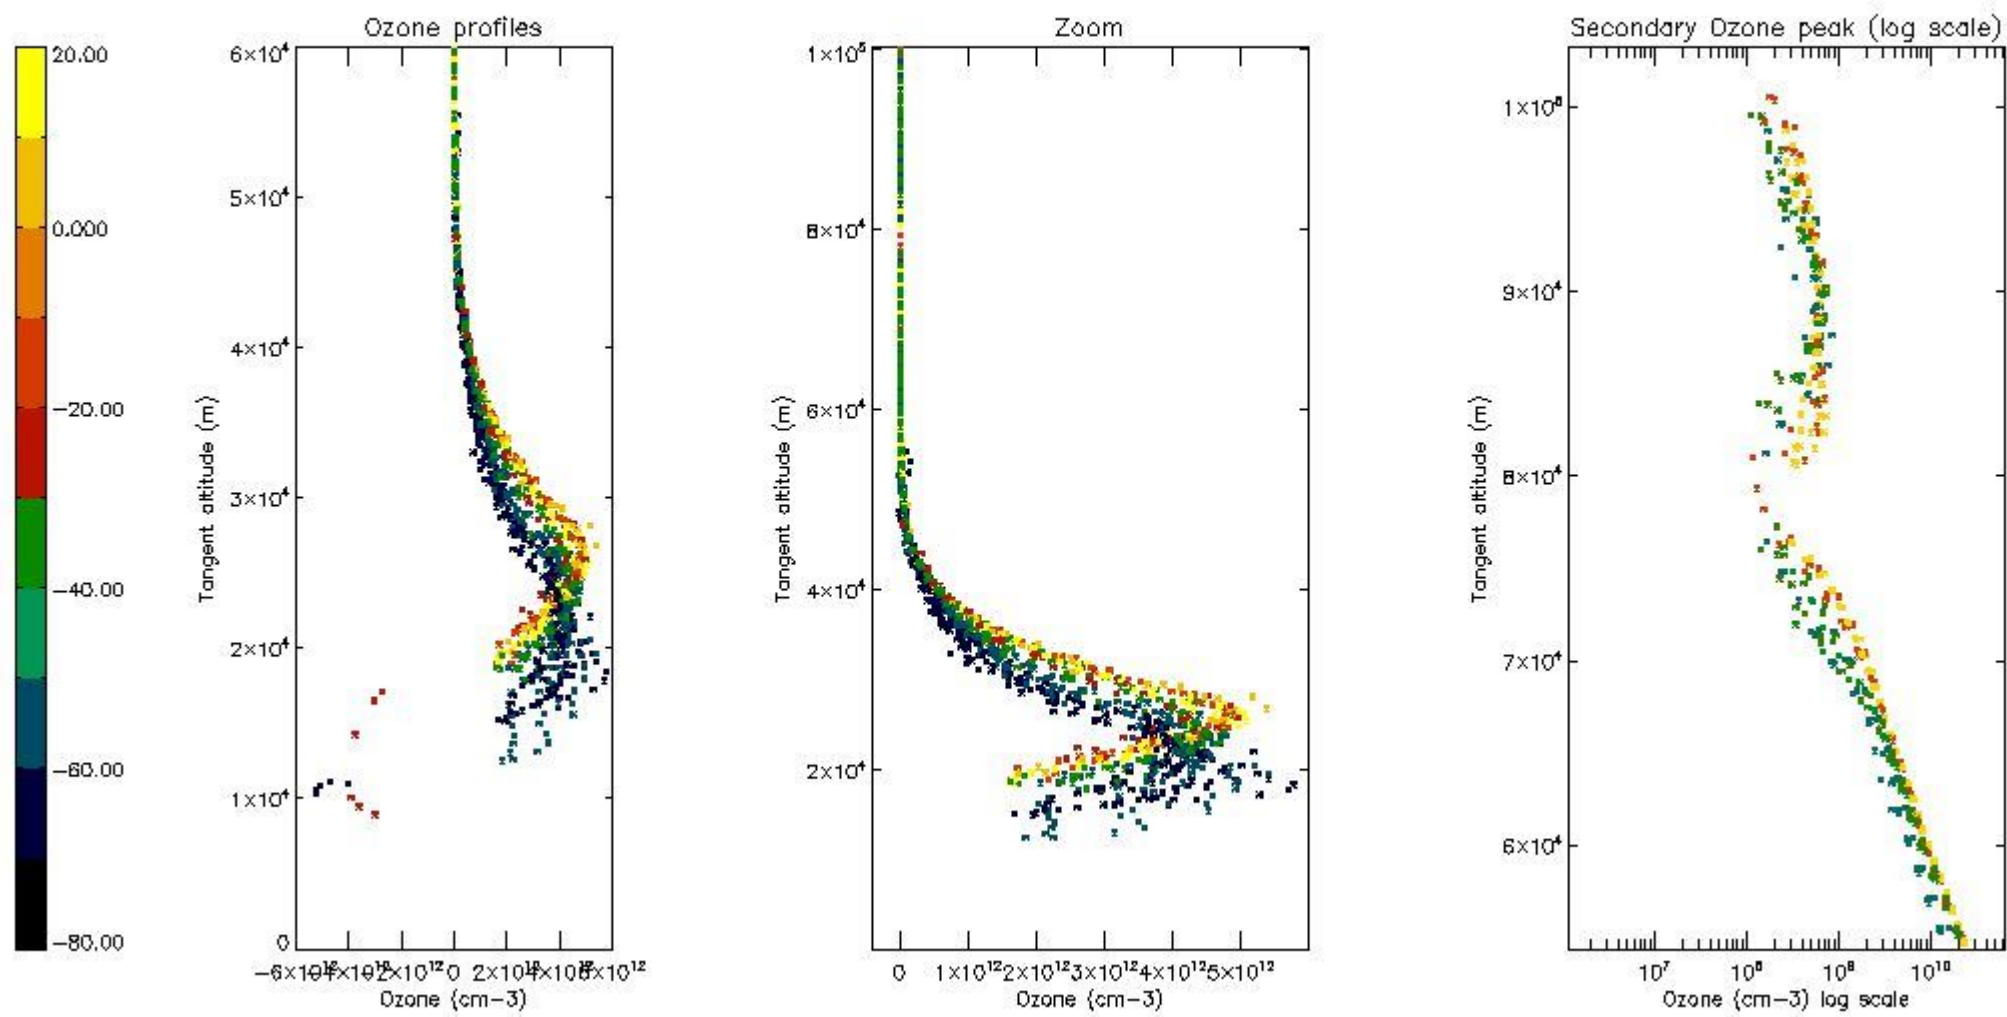 Ozone profiles
Zoom
Secondary Ozone peak (log scale)
20.00
0.000
−20.00
−40.00
−60.00
−80.00
6×10⁴
5×10⁴
4×10⁴
3×10⁴
2×10⁴
1×10⁴
0
Tangent altitude (m)
0
Ozone (cm−3)
1×10⁵
8×10⁴
6×10⁴
4×10⁴
2×10⁴
Tangent altitude (m)
0 1×10¹² 2×10¹² 3×10¹² 4×10¹² 5×10¹²
Ozone (cm−3)
9×10⁴
8×10⁴
7×10⁴
6×10⁴
Tangent altitude (m)
10⁷ 10⁸ 10⁹ 10¹⁰
Ozone (cm−3) log scale